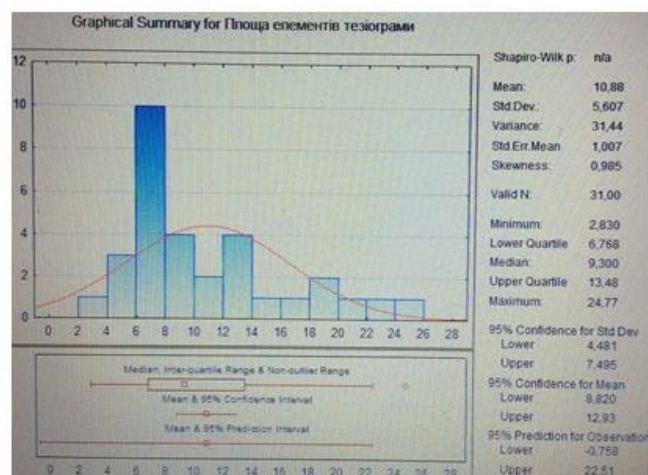 Graphical Summary for Площа елементів тезіограми
12
10
8
6
4
2
0
0 2 4 6 8 10 12 14 16 18 20 22 24 26 28
Median, Inter-quartile Range & Non-outlier Range
Mean & 95% Confidence Interval
Mean & 95% Prediction Interval
0 2 4 6 8 10 12 14 16 18 20 22 24 26 28
Shapiro-Wilk p: n/a
Mean: 10,88
Std.Dev.: 5,607
Variance: 31,44
Std.Err.Mean 1,007
Skewness: 0,985
Valid N: 31,00
Minimum: 2,830
Lower Quartile 6,768
Median: 9,300
Upper Quartile 13,48
Maximum: 24,77
95% Confidence for Std Dev
Lower 4,481
Upper 7,495
95% Confidence for Mean
Lower 8,820
Upper 12,93
95% Prediction for Observation
Lower -0,758
Upper 22,51